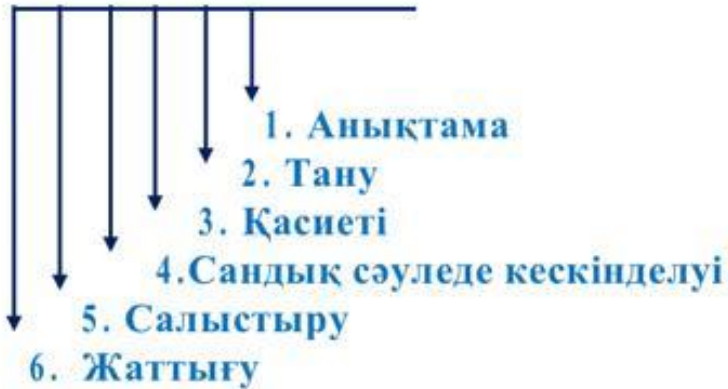 1. Анықтама
2. Тану
3. Қасиеті
4.Сандық сәуледе кескінделуі
5. Салыстыру
6. Жаттығу